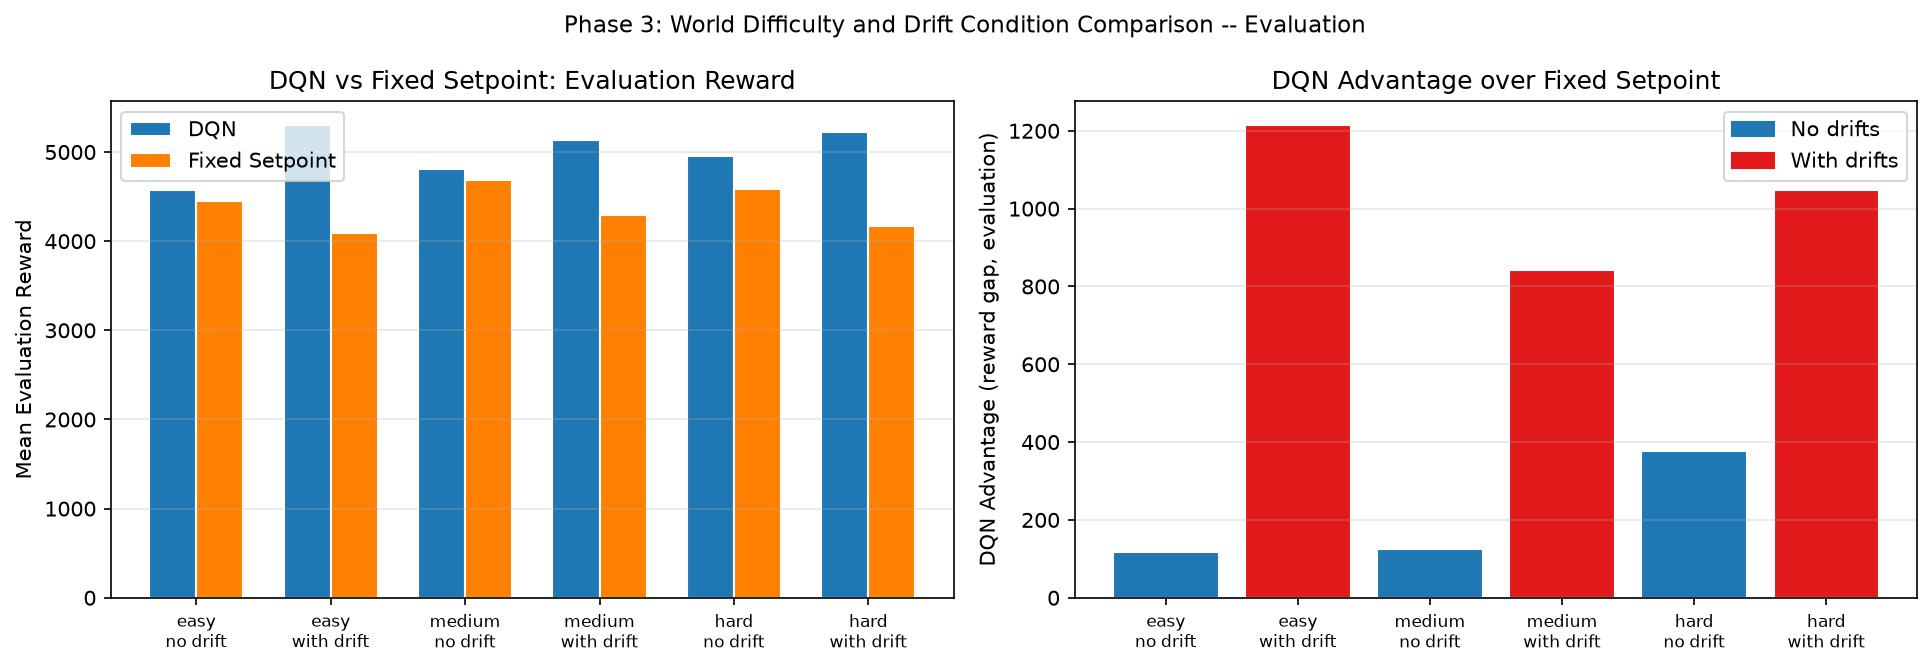 Phase 3: World Difficulty and Drift Condition Comparison -- Evaluation
DQN vs Fixed Setpoint: Evaluation Reward
Mean Evaluation Reward
5000
4000
3000
2000
1000
0
DQN
Fixed Setpoint
easy
no drift
easy
with drift
medium
no drift
medium
with drift
hard
no drift
hard
with drift
DQN Advantage over Fixed Setpoint
DQN Advantage (reward gap, evaluation)
1200
1000
800
600
400
200
0
No drifts
With drifts
easy
no drift
easy
with drift
medium
no drift
medium
with drift
hard
no drift
hard
with drift